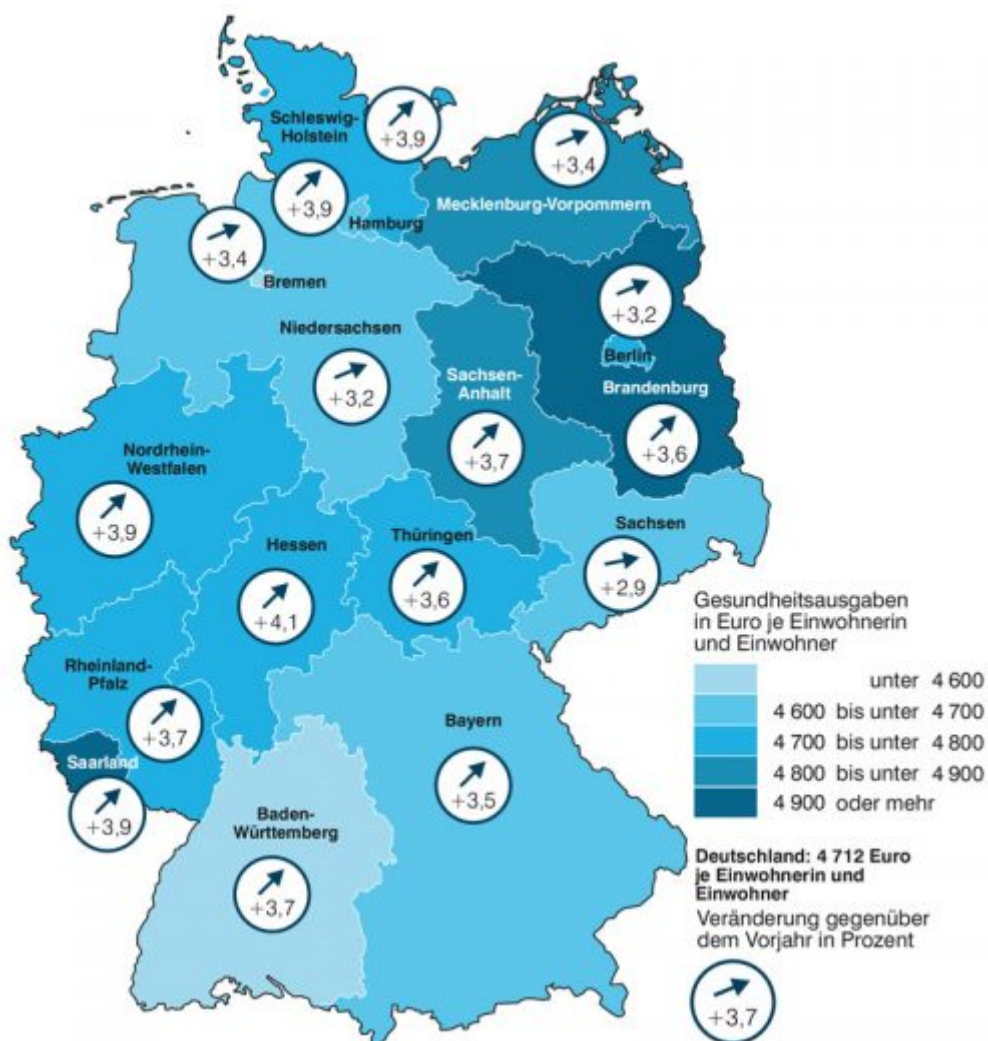 +3,9
Schleswig-
Holstein
+3,4
+3,9
Mecklenburg-Vorpommern
Hamburg
+3,4
Bremen
+3,2
Niedersachsen
Berlin
+3,2
Sachsen-
Anhalt
Brandenburg
+3,7
+3,6
Nordrhein-
Westfalen
+3,9
Hessen
Thüringen
Sachsen
+4,1
+3,6
+2,9
Rheinland-
Pfalz
+3,7
Saarland
+3,9
Bayern
+3,5
Baden-
Württemberg
+3,7
Gesundheitsausgaben
in Euro je Einwohnerin
und Einwohner
unter 4 600
4 600 bis unter 4 700
4 700 bis unter 4 800
4 800 bis unter 4 900
4 900 oder mehr
Deutschland: 4 712 Euro
je Einwohnerin und
Einwohner
Veränderung gegenüber
dem Vorjahr in Prozent
+3,7